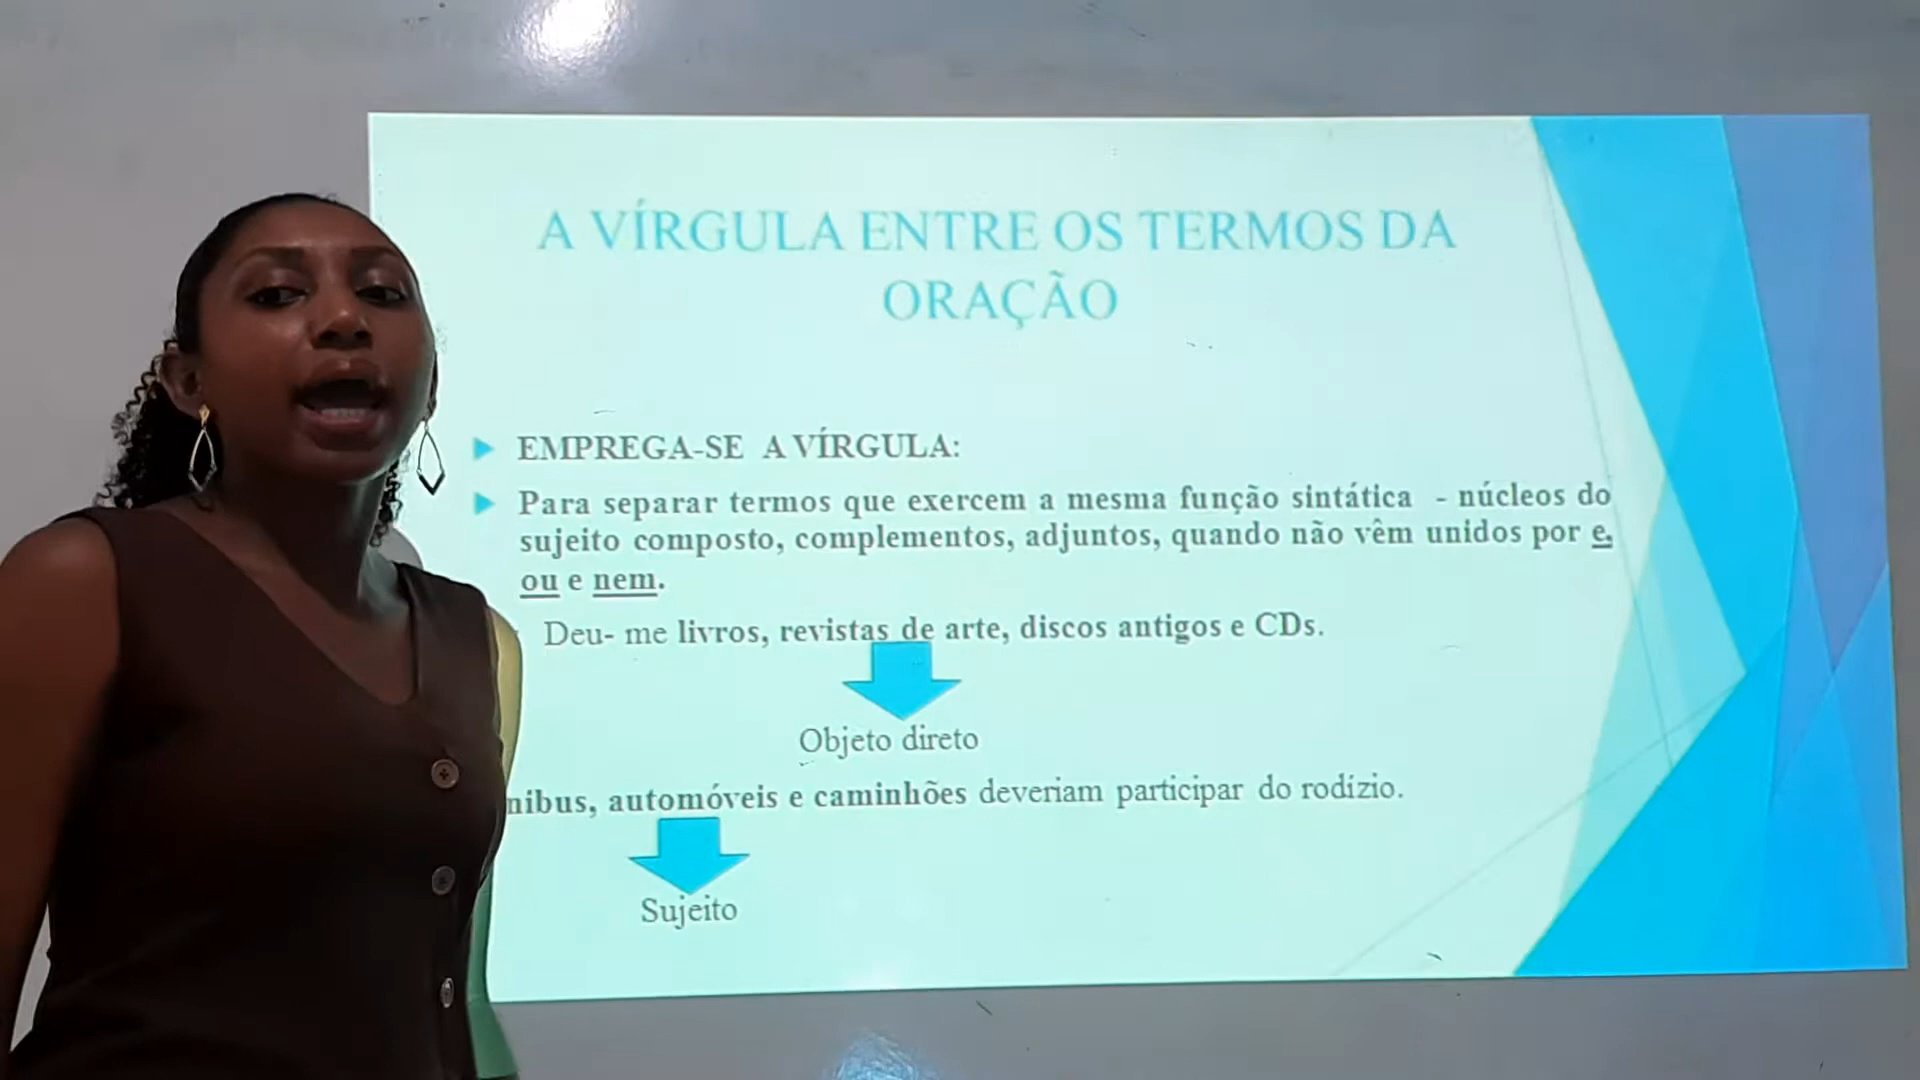 A VÍRGULA ENTRE OS TERMOS DA
ORAÇÃO
EMPREGA-SE A VÍRGULA:
Para separar termos que exercem a mesma função sintática - núcleos do
sujeito composto, complementos, adjuntos, quando não vêm unidos por e,
ou e nem.
Deu- me livros, revistas de arte, discos antigos e CDs.
Objeto direto
nibus, automóveis e caminhões deveriam participar do rodízio.
Sujeito